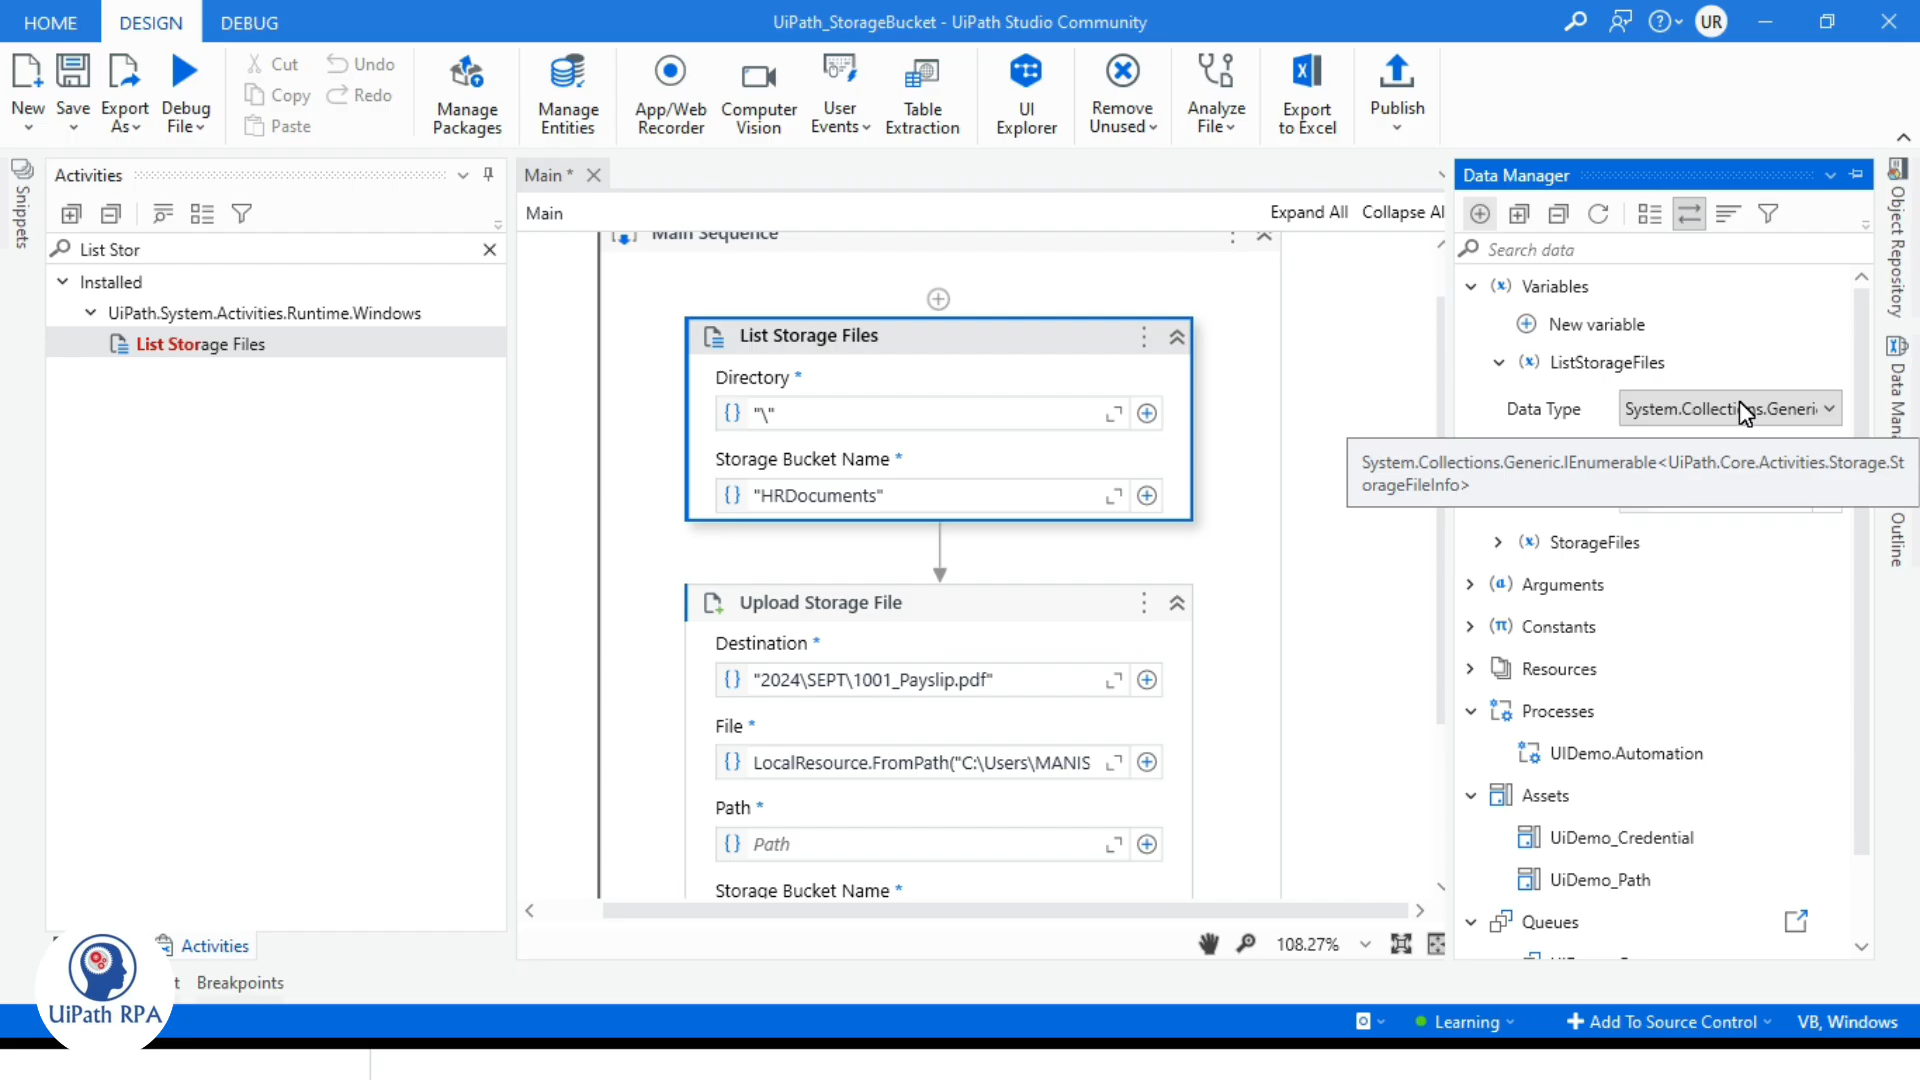 HOME DESIGN DEBUG UiPath_StorageBucket - UiPath Studio Community UR
New Save Export As Debug File Cut Copy Paste Undo Redo Manage Packages Manage Entities App/Web Recorder Computer Vision User Events Table Extraction UI Explorer Remove Unused Analyze File Export to Excel Publish
Snippets
Activities
List Stor
Installed
UiPath.System.Activities.Runtime.Windows
List Storage Files
Main *
Main Expand All Collapse Al
Main Sequence
List Storage Files
Directory *
"\"
Storage Bucket Name *
"HRDocuments"
Upload Storage File
Destination *
"2024\SEPT\1001_Payslip.pdf"
File *
LocalResource.FromPath("C:\Users\MANIS
Path *
Path
Storage Bucket Name *
108.27%
Data Manager
Search data
Variables
New variable
ListStorageFiles
Data Type System.Collections.Generi
System.Collections.Generic.IEnumerable<UiPath.Core.Activities.Storage.St
orageFileInfo>
StorageFiles
Arguments
Constants
Resources
Processes
UIDemo.Automation
Assets
UiDemo_Credential
UiDemo_Path
Queues
Object Repository
Data Mana
Outline
Activities
t Breakpoints
UiPath RPA
Learning Add To Source Control VB, Windows